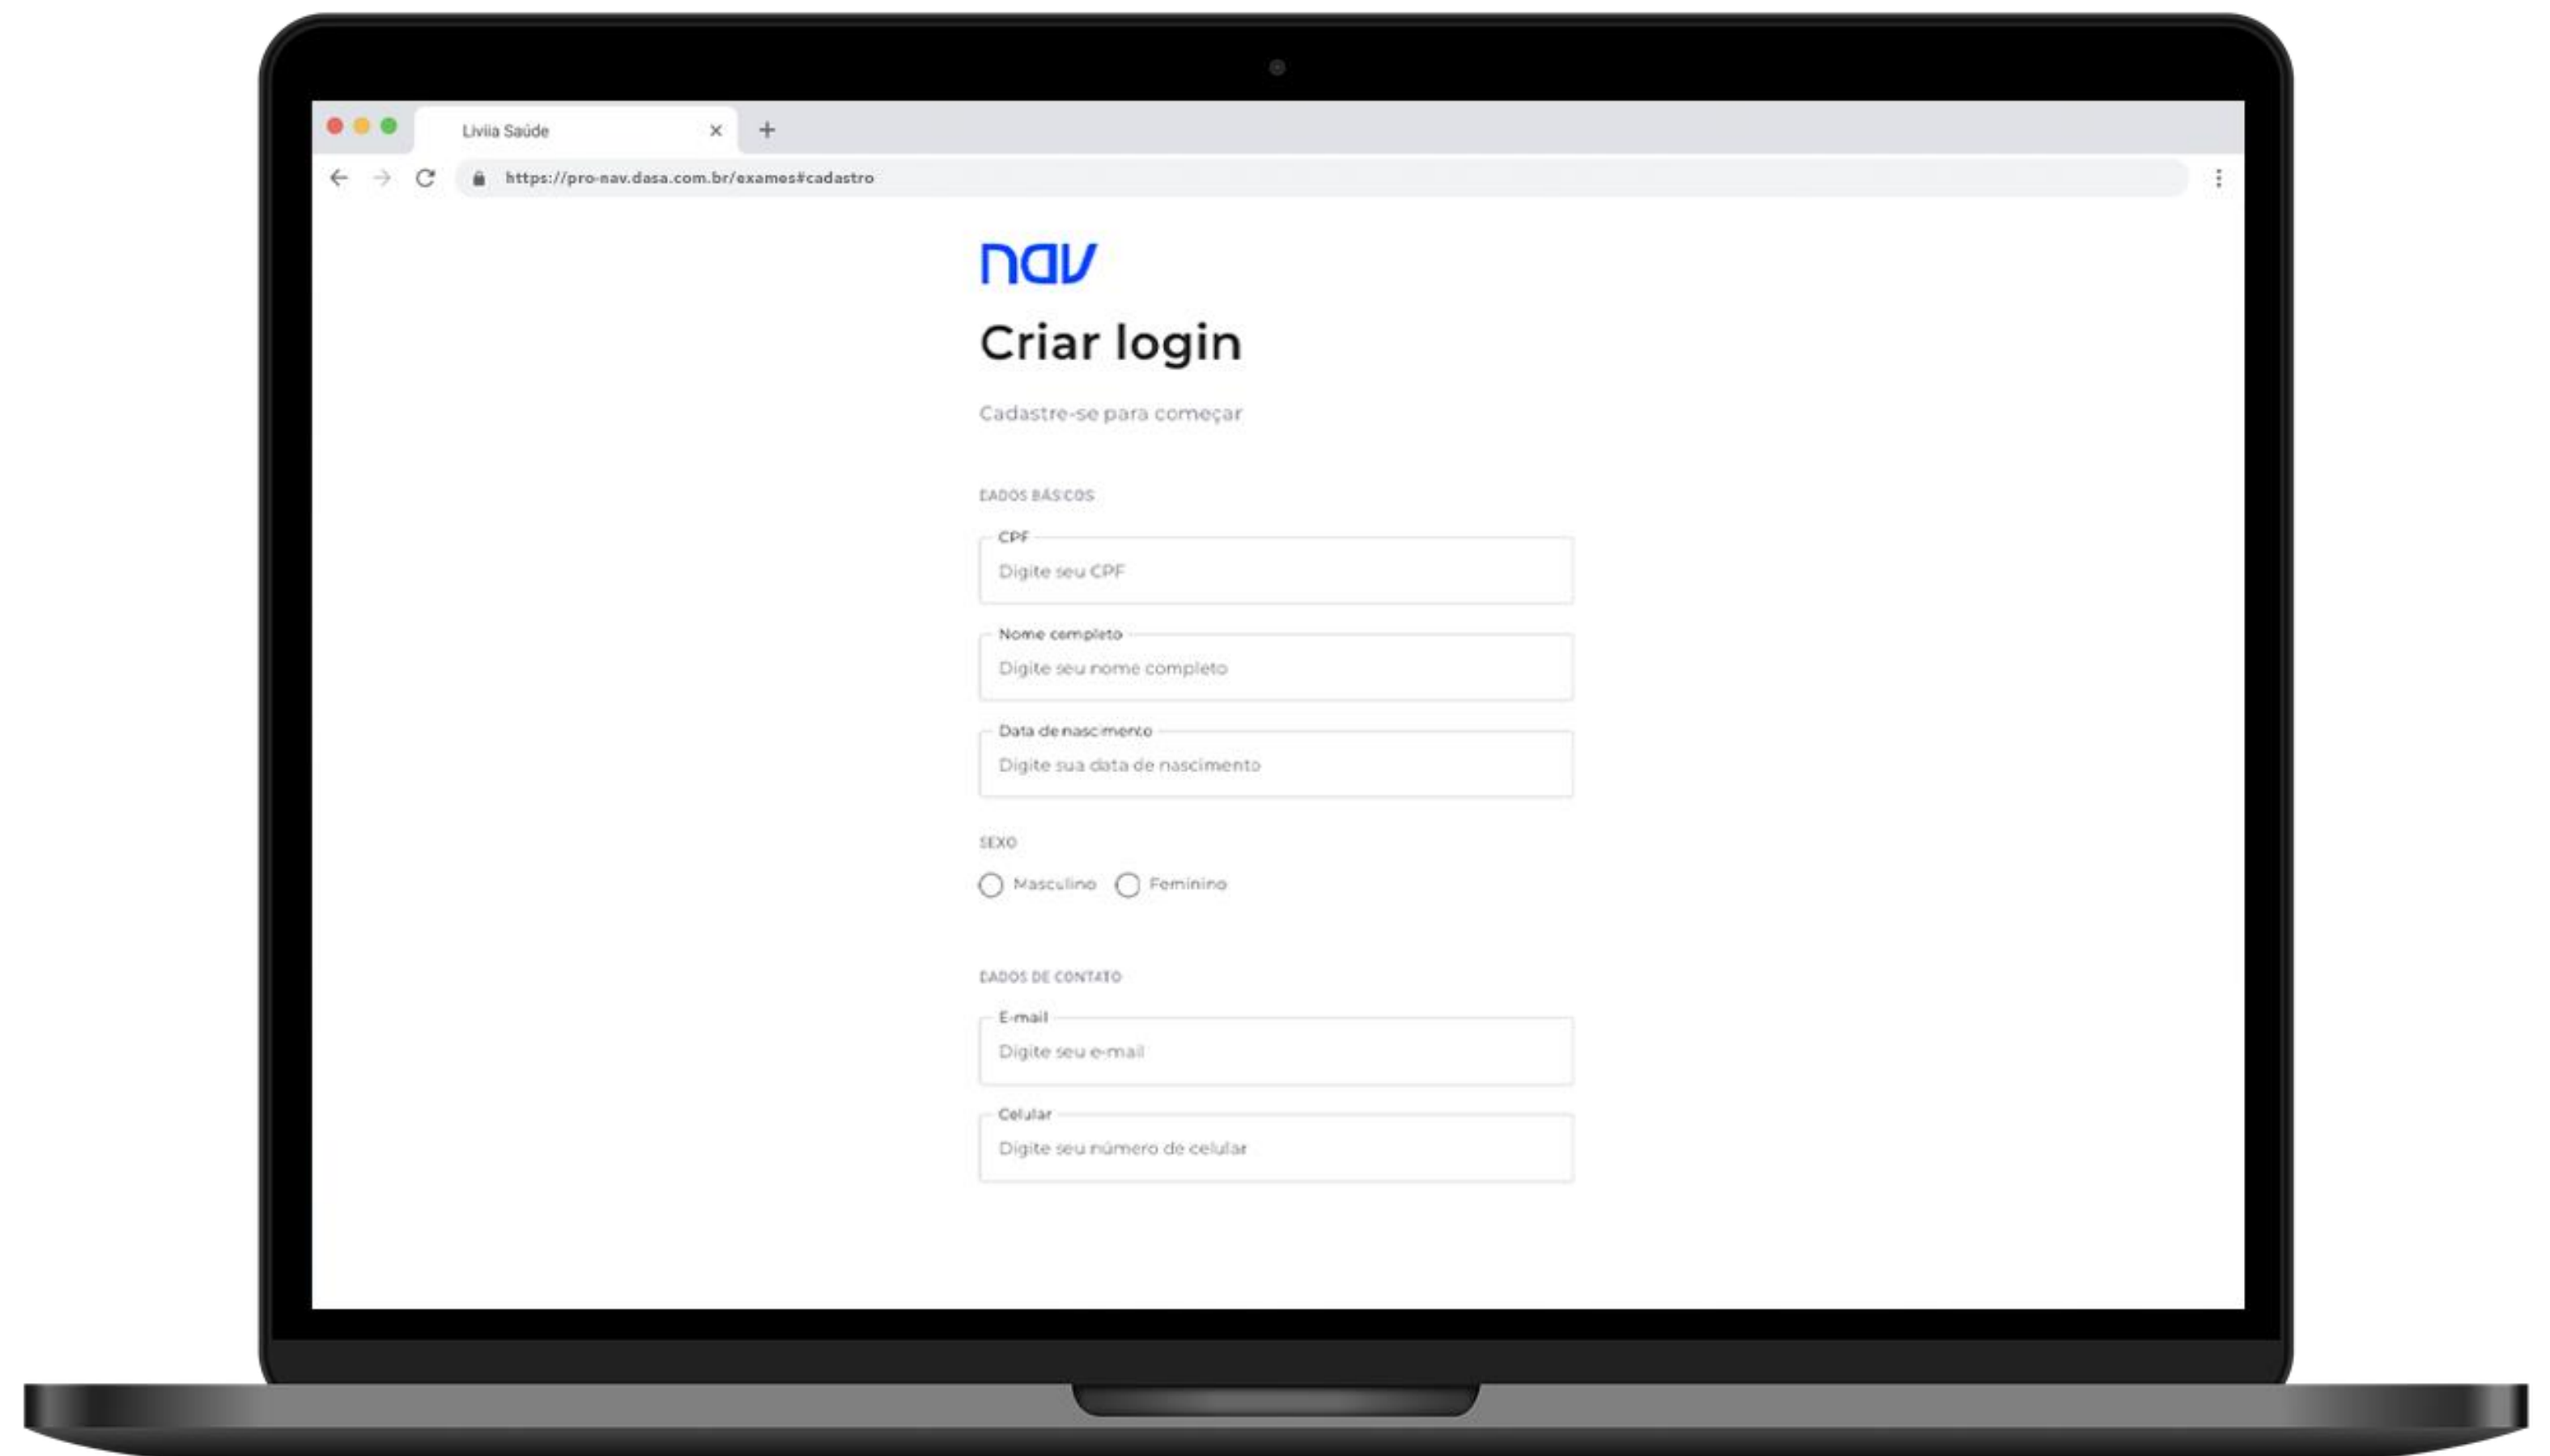 Liviia Saúde
https://pro-nav.dasa.com.br/exames#cadastro
nav
Criar login
Cadastre-se para começar
DADOS BÁSICOS
CPF
Digite seu CPF
Nome completo
Digite seu nome completo
Data de nascimento
Digite sua data de nascimento
SEXO
Masculino Feminino
DADOS DE CONTATO
E-mail
Digite seu e-mail
Celular
Digite seu número de celular